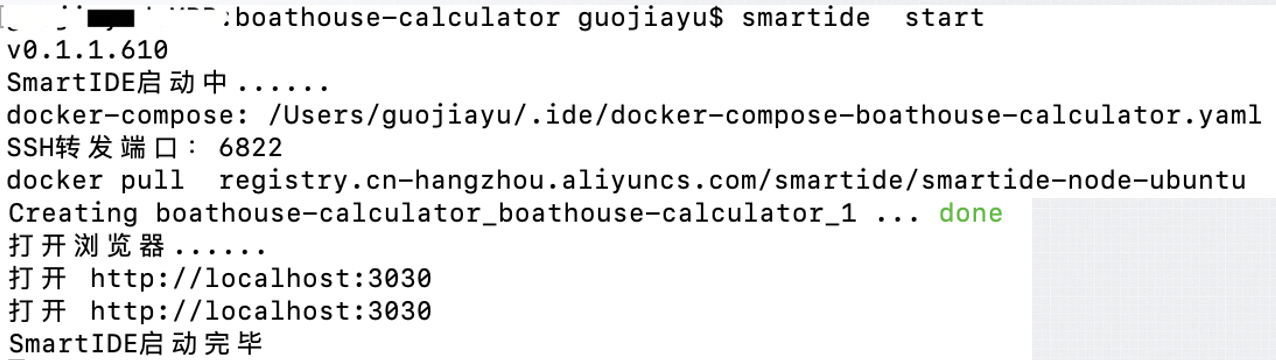 :boathouse-calculator guojiayu$ smartide  start
v0.1.1.610
SmartIDE启动中......
docker-compose: /Users/guojiayu/.ide/docker-compose-boathouse-calculator.yaml
SSH转发端口: 6822
docker pull  registry.cn-hangzhou.aliyuncs.com/smartide/smartide-node-ubuntu
Creating boathouse-calculator_boathouse-calculator_1 ... done
打开浏览器......
打开 http://localhost:3030
打开 http://localhost:3030
SmartIDE启动完毕